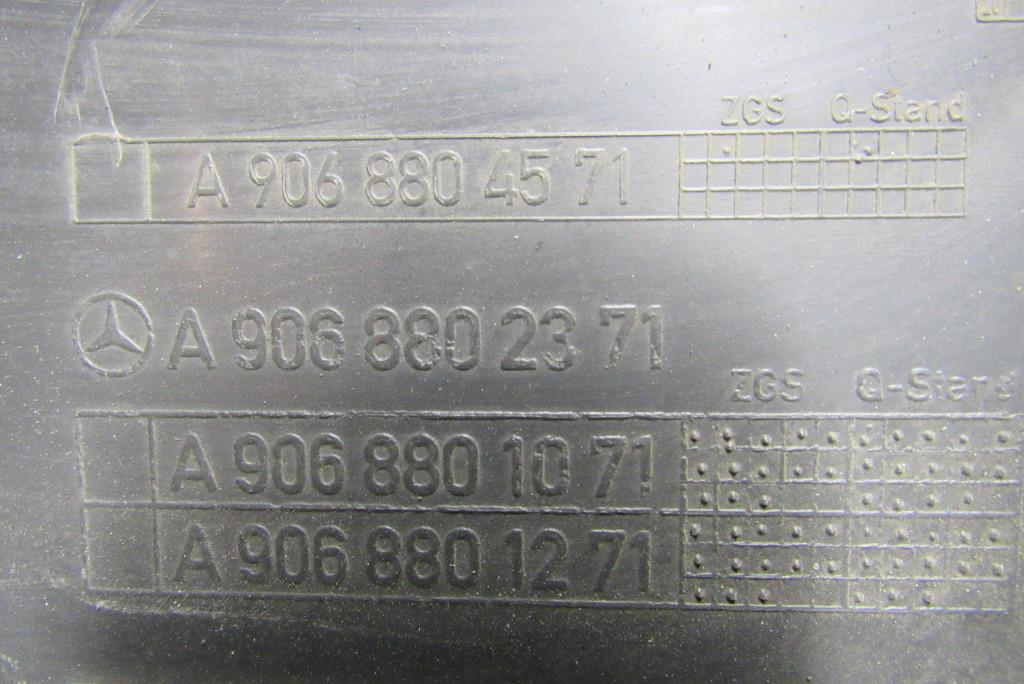 ZGS Q-Stand
A 906 880 45 71
A 906 880 23 71
ZGS Q-Stand
A 906 880 10 71
A 906 880 12 71